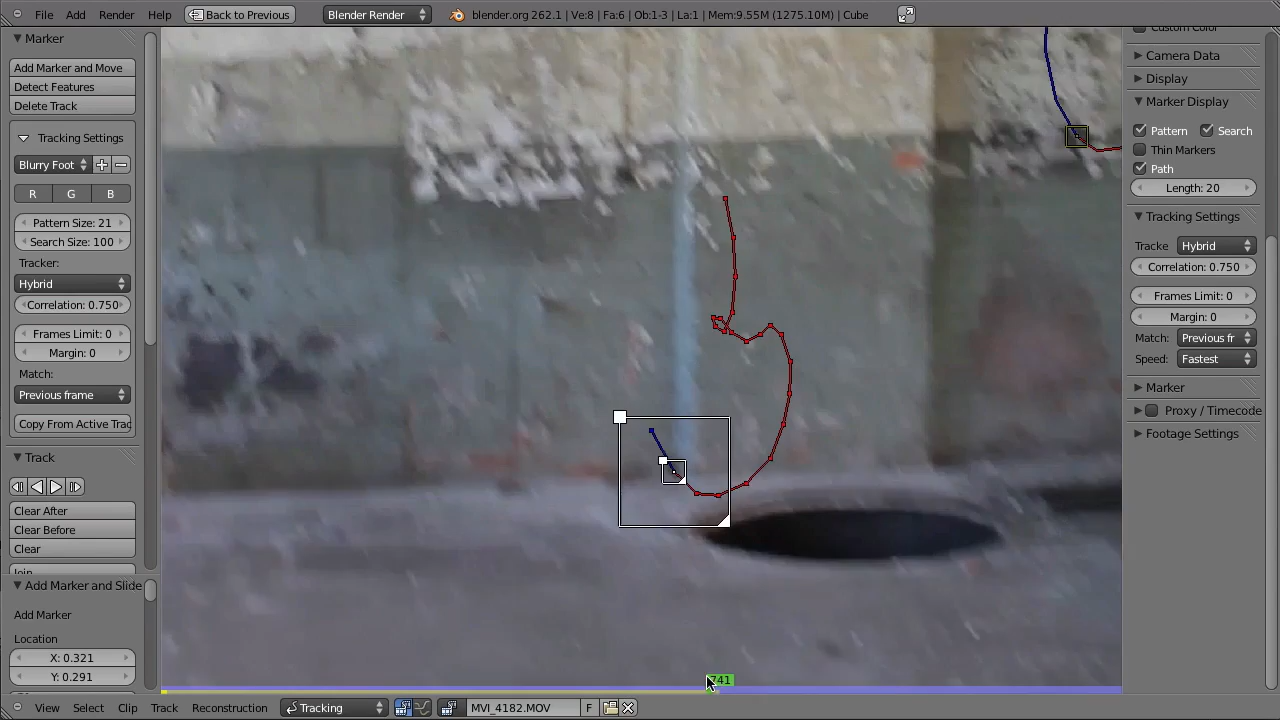 File Add Render Help Back to Previous Blender Render blender.org 262.1 | Ve:8 | Fa:6 | Ob:1-3 | La:1 | Mem:9.55M (1275.10M) | Cube
Marker
Add Marker and Move
Detect Features
Delete Track
Tracking Settings
Blurry Foot
R G B
Pattern Size: 21
Search Size: 100
Tracker:
Hybrid
Correlation: 0.750
Frames Limit: 0
Margin: 0
Match:
Previous frame
Copy From Active Trac
Track
Clear After
Clear Before
Clear
Join
Add Marker and Slide
Add Marker
Location
X: 0.321
Y: 0.291
741
Custom Color
Camera Data
Display
Marker Display
Pattern Search
Thin Markers
Path
Length: 20
Tracking Settings
Tracke Hybrid
Correlation: 0.750
Frames Limit: 0
Margin: 0
Match: Previous fr
Speed: Fastest
Marker
Proxy / Timecode
Footage Settings
View Select Clip Track Reconstruction Tracking MVI_4182.MOV F